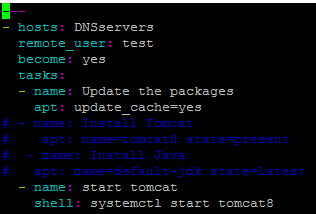 ---
- hosts: DNSservers
  remote_user: test
  become: yes
  tasks:
  - name: Update the packages
    apt: update_cache=yes
# - name: Install Tomcat
#   apt: name=tomcat8 state=present
#  - name: Install Java
#   apt: name=default-jdk state=latest
  - name: start tomcat
    shell: systemctl start tomcat8